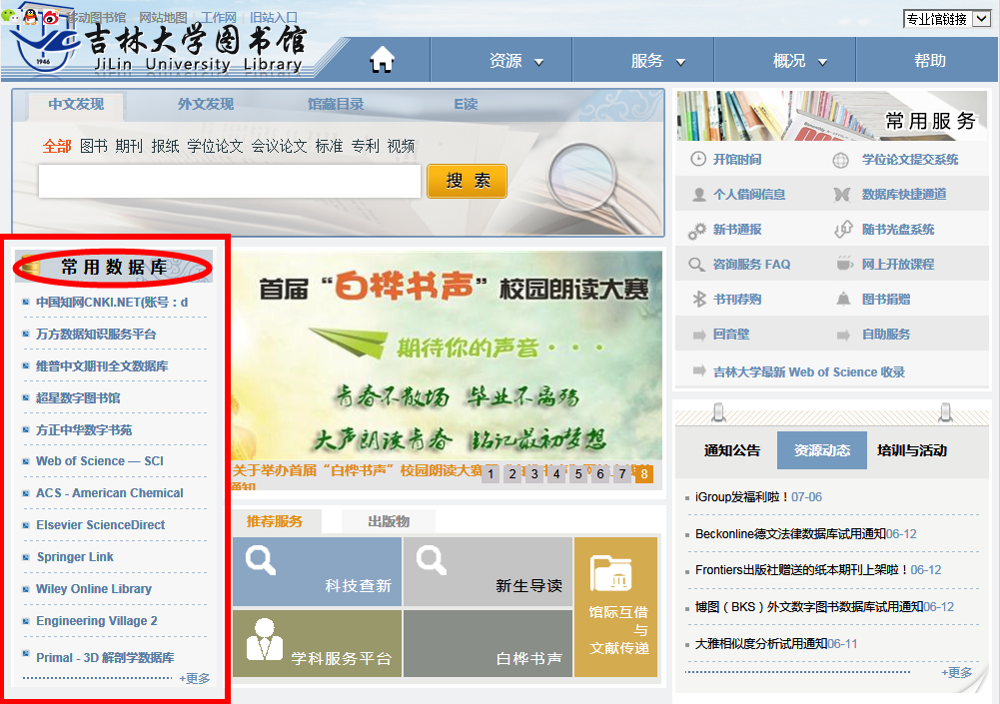 移动图书馆 网站地图 工作网 旧站入口
专业馆链接
吉林大学图书馆
JiLin University Library
1946
资源 服务 概况 帮助
中文发现 外文发现 馆藏目录 E读
全部 图书 期刊 报纸 学位论文 会议论文 标准 专利 视频
搜 索
常用数据库
中国知网CNKI.NET(账号：d
万方数据知识服务平台
维普中文期刊全文数据库
超星数字图书馆
方正中华数字书苑
Web of Science — SCI
ACS - American Chemical
Elsevier ScienceDirect
Springer Link
Wiley Online Library
Engineering Village 2
Primal - 3D 解剖学数据库
+更多
首届“白桦书声”校园朗读大赛
期待你的声音・・・
青春不散场 毕业不离殇
大声朗读青春 铭记最初梦想
关于举办首届“白桦书声”校园朗读大赛
通知
1 2 3 4 5 6 7 8
推荐服务 出版物
科技查新
新生导读
馆际互借
与
文献传递
学科服务平台
白桦书声
常用服务
开馆时间 学位论文提交系统
个人借阅信息 数据库快捷通道
新书通报 随书光盘系统
咨询服务 FAQ 网上开放课程
书刊荐购 图书捐赠
回音壁 自助服务
吉林大学最新 Web of Science 收录
通知公告 资源动态 培训与活动
iGroup发福利啦！07-06
Beckonline德文法律数据库试用通知06-12
Frontiers出版社赠送的纸本期刊上架啦！06-12
博图（BKS）外文数字图书数据库试用通知06-12
大雅相似度分析试用通知06-11
+更多